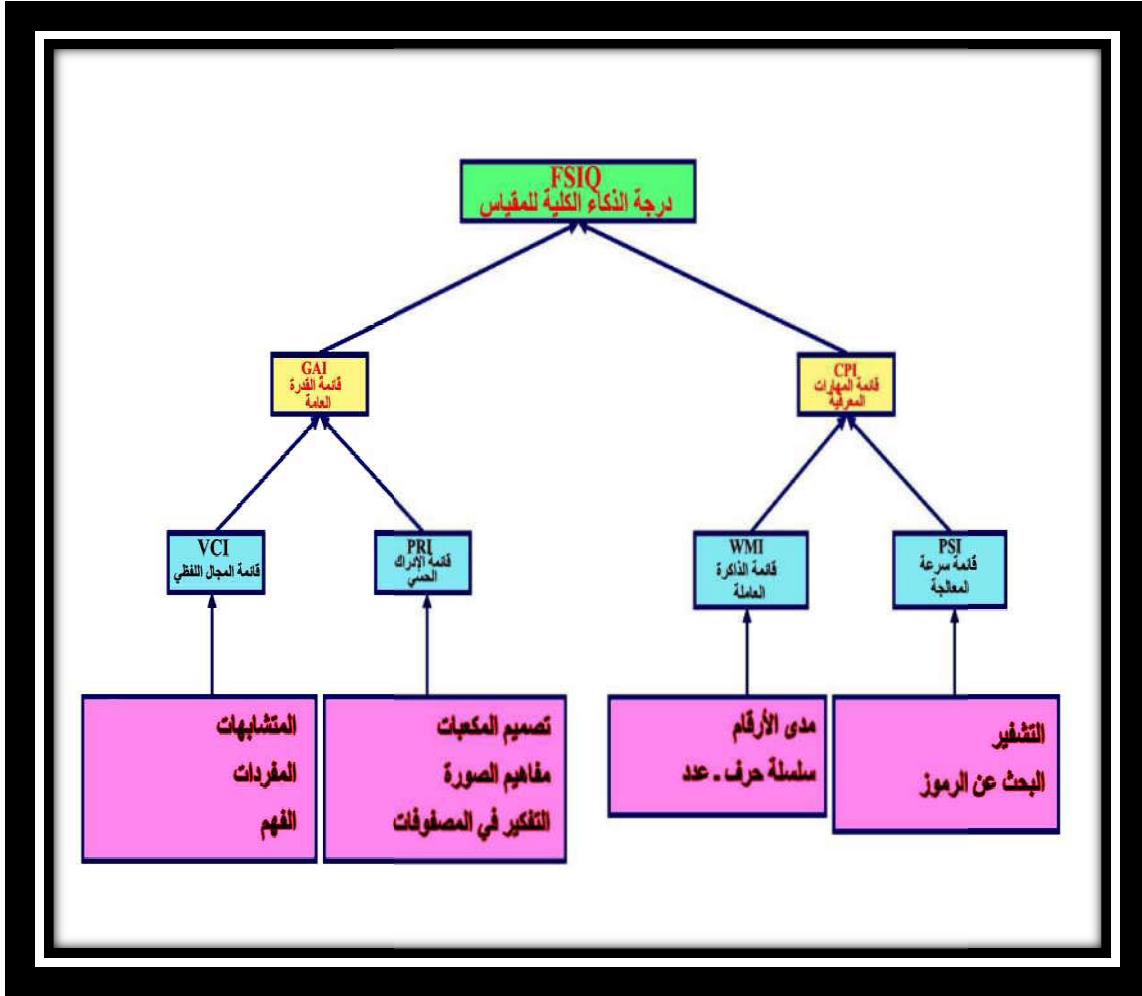 FSIQ
درجة الذكاء الكلية للمقياس
GAI
قائمة القدرة
العامة
CPI
قائمة المهارات
المعرفية
VCI
قائمة المجال اللفظي
PRI
قائمة الإدراك
الحسي
WMI
قائمة الذاكرة
العاملة
PSI
قائمة سرعة
المعالجة
المتشابهات
المفردات
الفهم
تصميم المكعبات
مفاهيم الصورة
التفكير في المصفوفات
مدى الأرقام
سلسلة حرف - عدد
التشفير
البحث عن الرموز